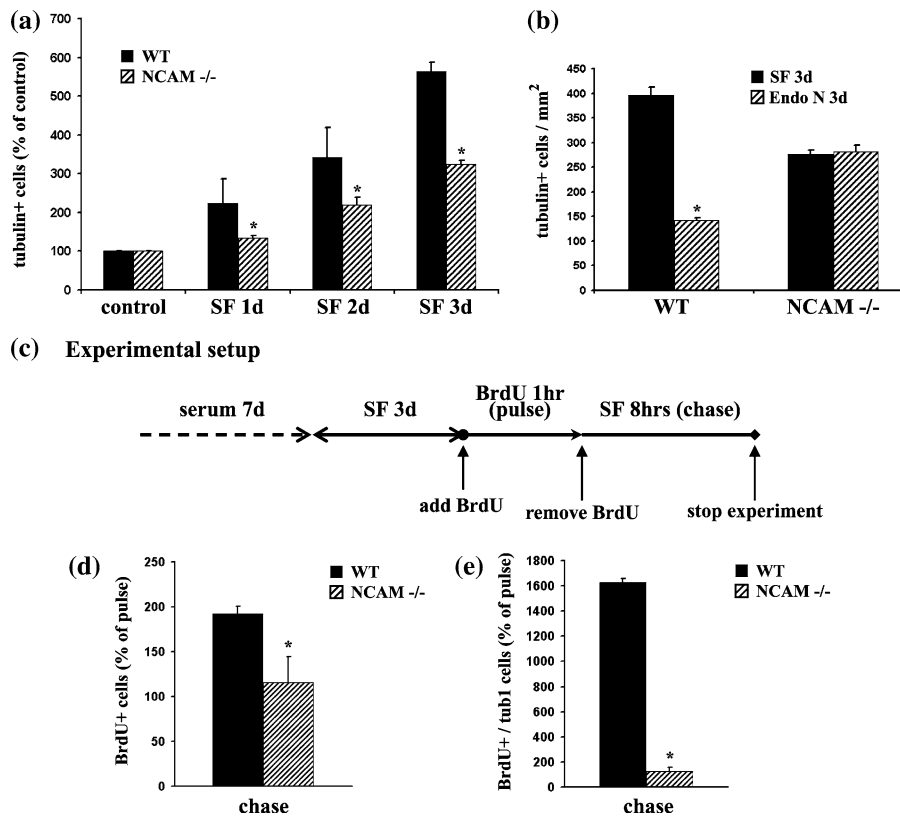 (a)
tubulin+ cells (% of control)
700
600
500
400
300
200
100
0
WT
NCAM -/-
*
*
*
control
SF 1d
SF 2d
SF 3d
(b)
tubulin+ cells / mm2
450
400
350
300
250
200
150
100
50
0
SF 3d
Endo N 3d
*
WT
NCAM -/-
(c) Experimental setup
serum 7d
SF 3d
BrdU 1hr
(pulse)
SF 8hrs (chase)
add BrdU
remove BrdU
stop experiment
(d)
BrdU+ cells (% of pulse)
250
200
150
100
50
0
WT
NCAM -/-
*
chase
(e)
BrdU+ / tub1 cells (% of pulse)
1800
1600
1400
1200
1000
800
600
400
200
0
WT
NCAM -/-
*
chase